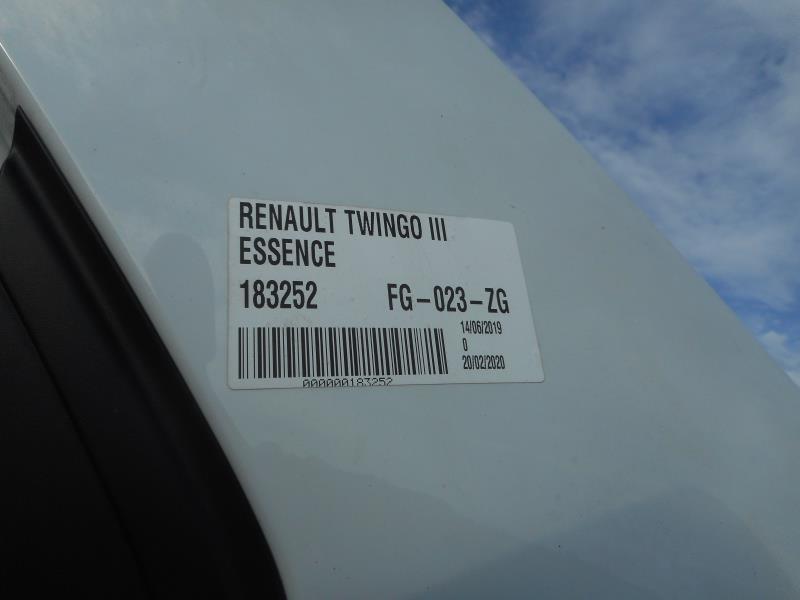 RENAULT TWINGO III
ESSENCE
183252 FG-023-ZG
14/06/2019
0
20/02/2020
000000183252